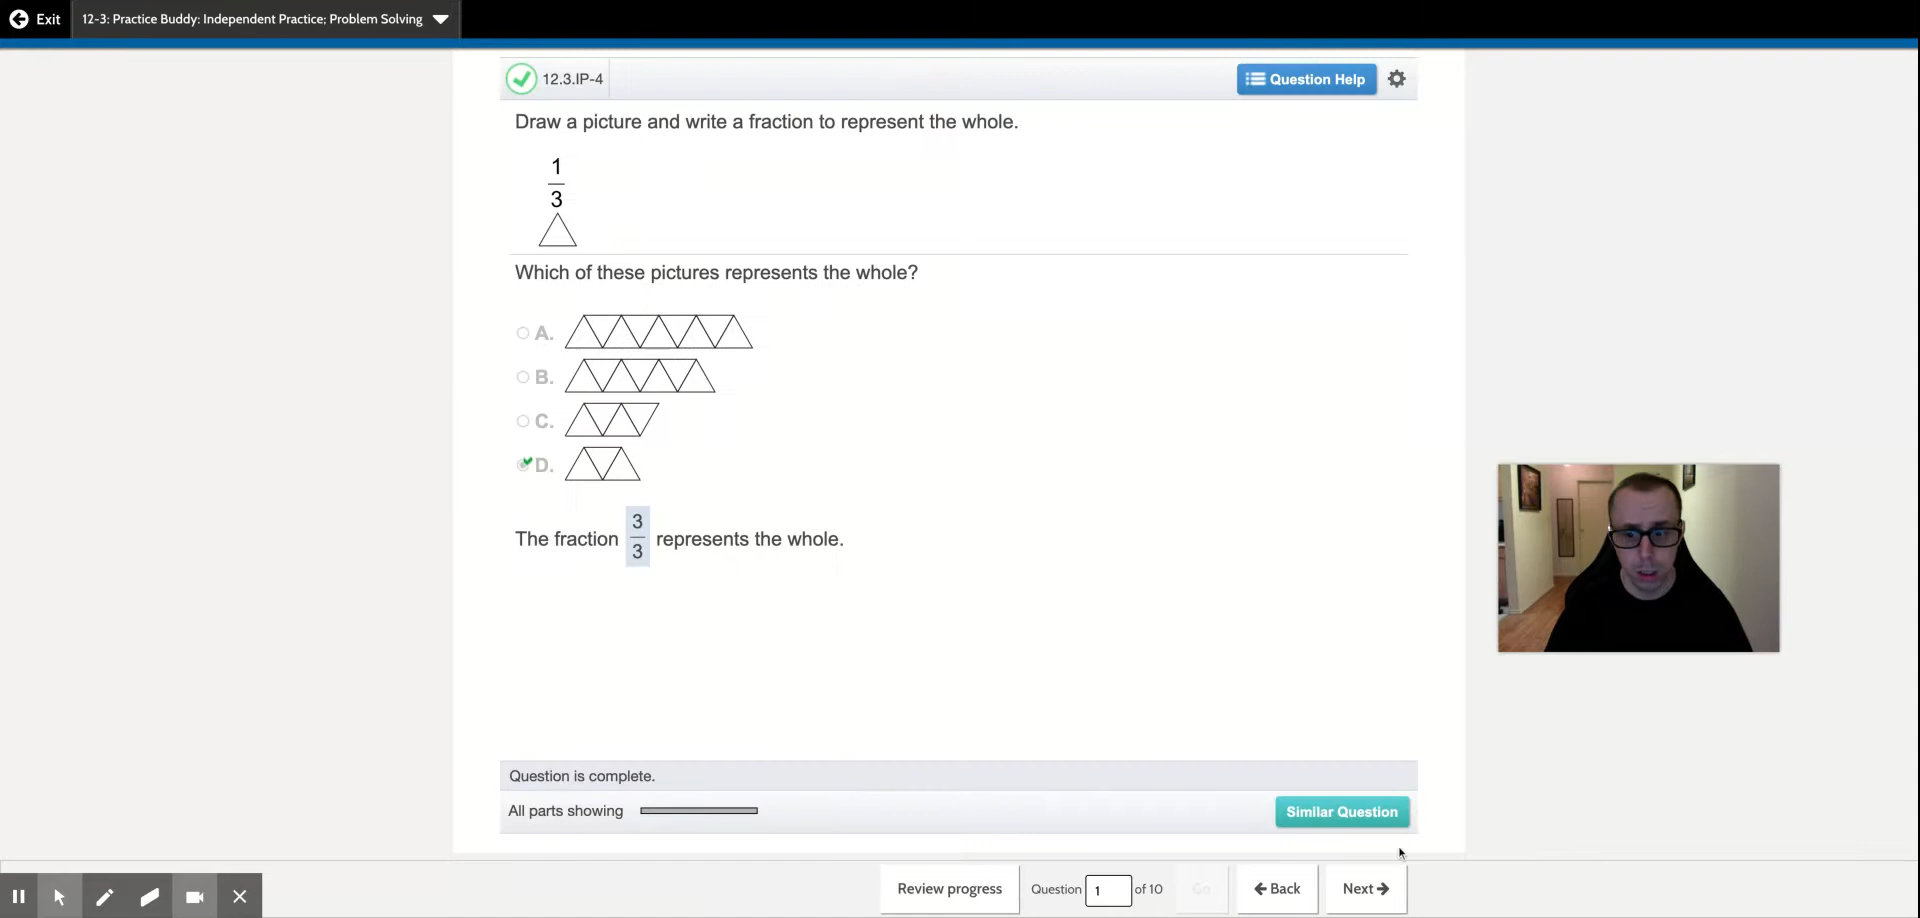 Exit 12-3: Practice Buddy: Independent Practice; Problem Solving
12.3.IP-4 Question Help
Draw a picture and write a fraction to represent the whole.
1
3
Which of these pictures represents the whole?
A.
B.
C.
D.
The fraction 3/3 represents the whole.
Question is complete.
All parts showing Similar Question
Review progress Question 1 of 10 Go Back Next